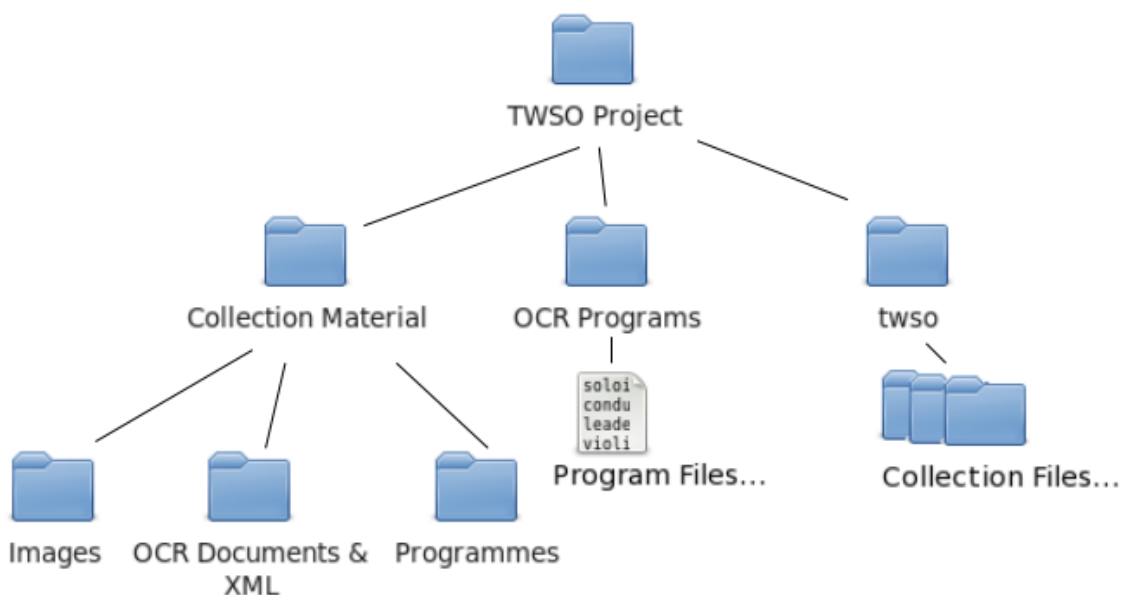 TWSO Project
Collection Material
OCR Programs
twso
soloi
condu
leade
violi
Program Files...
Collection Files...
Images
OCR Documents &
XML
Programmes